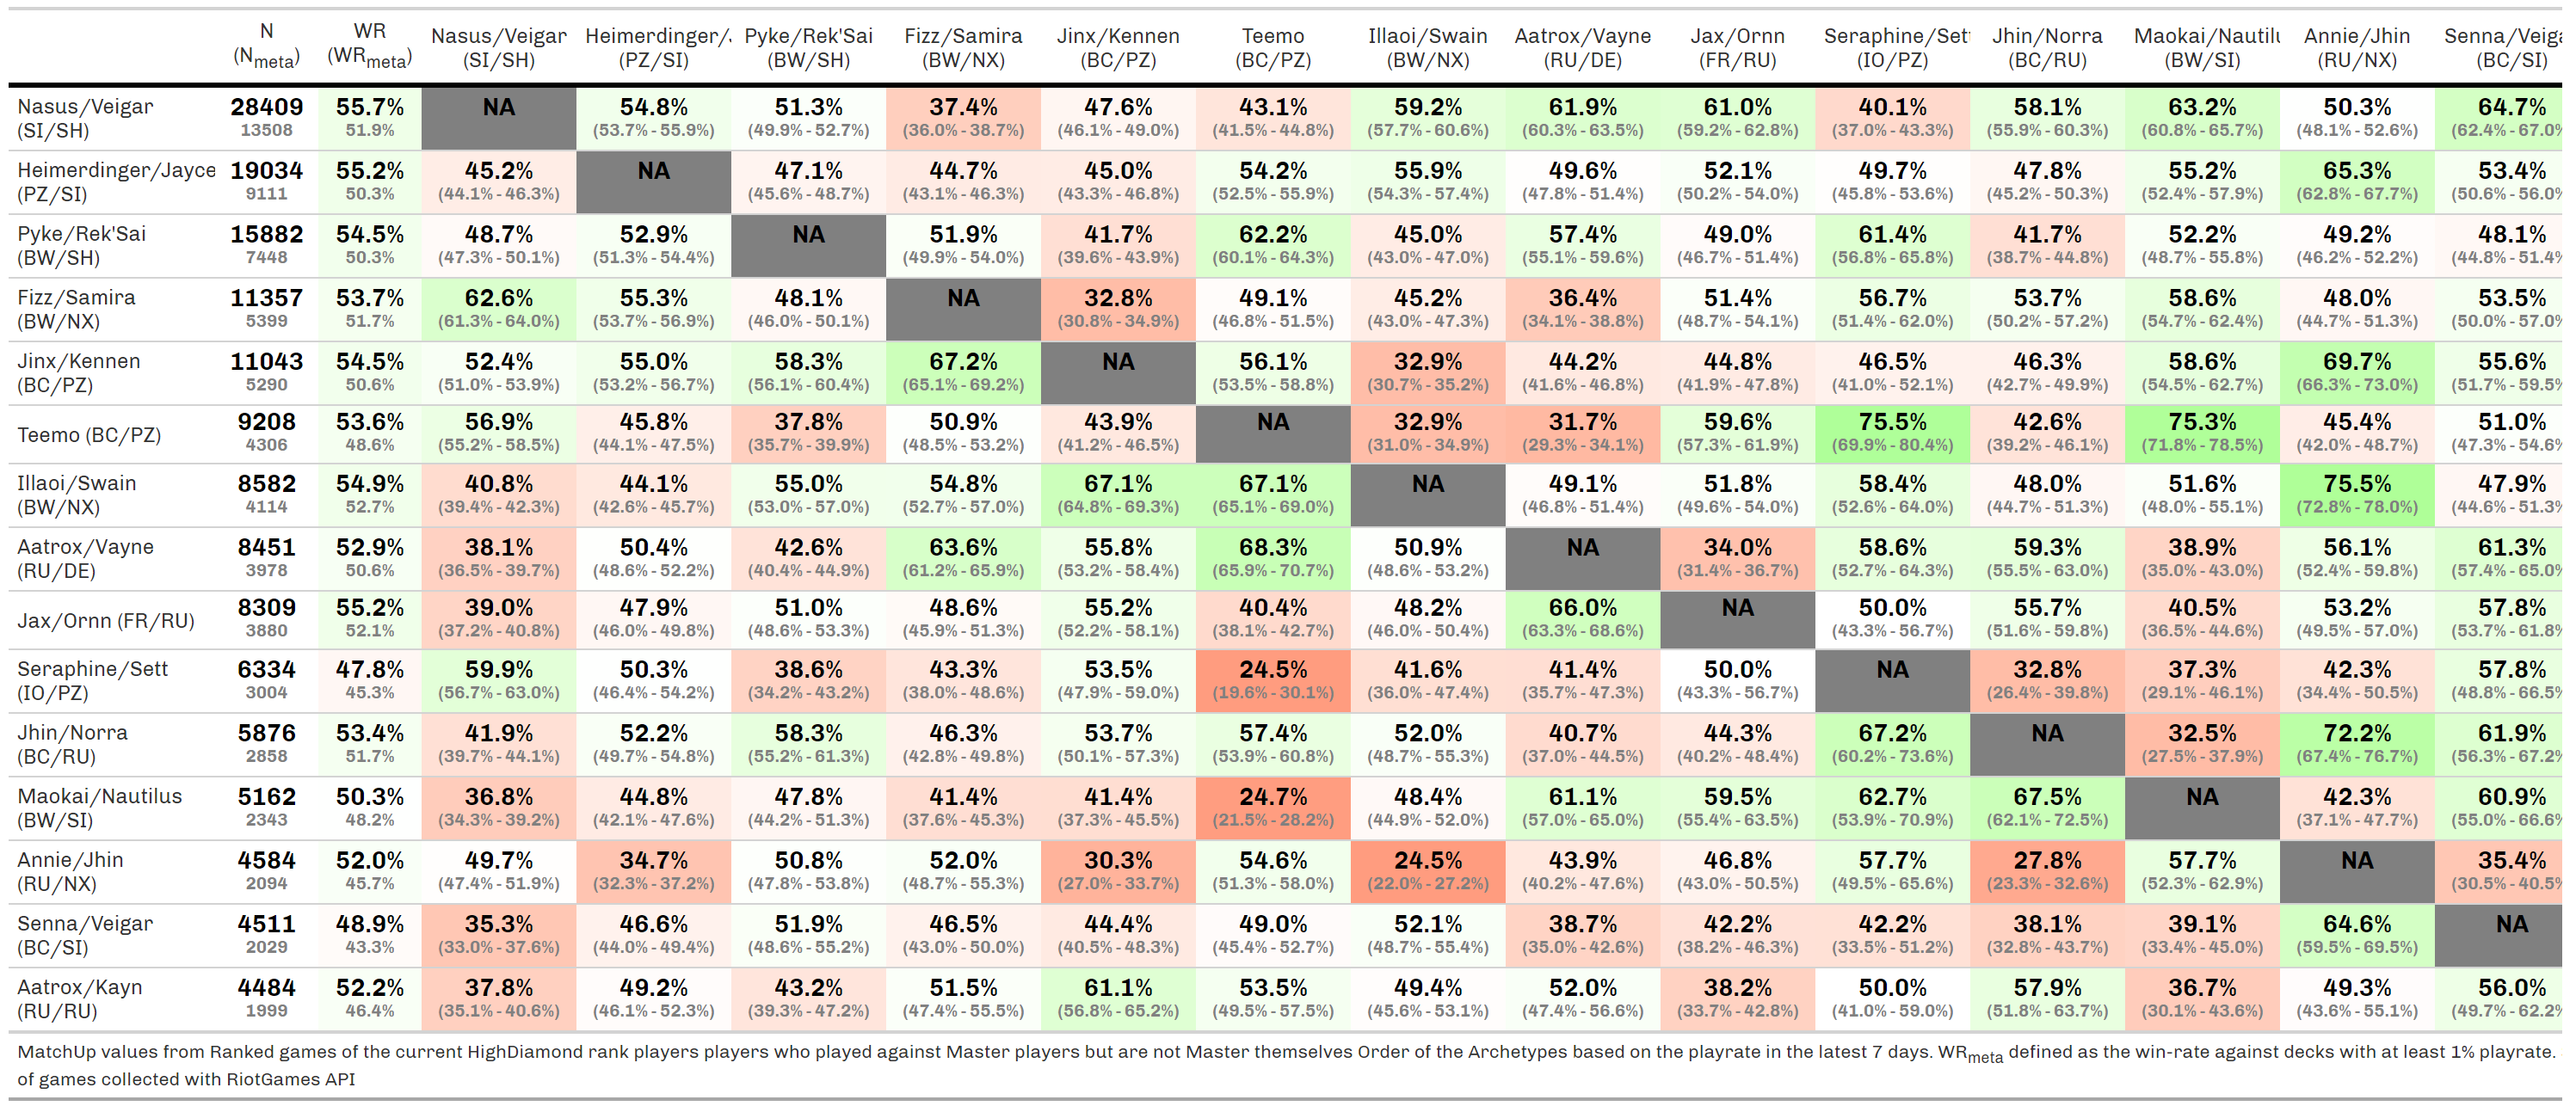 N WR Nasus/Veigar Heimerdinger/J Pyke/Rek'Sai Fizz/Samira Jinx/Kennen Teemo Illaoi/Swain Aatrox/Vayne Jax/Ornn Seraphine/Sett Jhin/Norra Maokai/Nautilu Annie/Jhin Senna/Veiga
(Nmeta) (WRmeta) (SI/SH) (PZ/SI) (BW/SH) (BW/NX) (BC/PZ) (BC/PZ) (BW/NX) (RU/DE) (FR/RU) (IO/PZ) (BC/RU) (BW/SI) (RU/NX) (BC/SI)
Nasus/Veigar 28409 55.7% NA 54.8% 51.3% 37.4% 47.6% 43.1% 59.2% 61.9% 61.0% 40.1% 58.1% 63.2% 50.3% 64.7%
(SI/SH) 13508 51.9% (53.7% - 55.9%) (49.9% - 52.7%) (36.0% - 38.7%) (46.1% - 49.0%) (41.5% - 44.8%) (57.7% - 60.6%) (60.3% - 63.5%) (59.2% - 62.8%) (37.0% - 43.3%) (55.9% - 60.3%) (60.8% - 65.7%) (48.1% - 52.6%) (62.4% - 67.0%
Heimerdinger/Jayce 19034 55.2% 45.2% NA 47.1% 44.7% 45.0% 54.2% 55.9% 49.6% 52.1% 49.7% 47.8% 55.2% 65.3% 53.4%
(PZ/SI) 9111 50.3% (44.1% - 46.3%) (45.6% - 48.7%) (43.1% - 46.3%) (43.3% - 46.8%) (52.5% - 55.9%) (54.3% - 57.4%) (47.8% - 51.4%) (50.2% - 54.0%) (45.8% - 53.6%) (45.2% - 50.3%) (52.4% - 57.9%) (62.8% - 67.7%) (50.6% - 56.0%
Pyke/Rek'Sai 15882 54.5% 48.7% 52.9% NA 51.9% 41.7% 62.2% 45.0% 57.4% 49.0% 61.4% 41.7% 52.2% 49.2% 48.1%
(BW/SH) 7448 50.3% (47.3% - 50.1%) (51.3% - 54.4%) (49.9% - 54.0%) (39.6% - 43.9%) (60.1% - 64.3%) (43.0% - 47.0%) (55.1% - 59.6%) (46.7% - 51.4%) (56.8% - 65.8%) (38.7% - 44.8%) (48.7% - 55.8%) (46.2% - 52.2%) (44.8% - 51.4%
Fizz/Samira 11357 53.7% 62.6% 55.3% 48.1% NA 32.8% 49.1% 45.2% 36.4% 51.4% 56.7% 53.7% 58.6% 48.0% 53.5%
(BW/NX) 5399 51.7% (61.3% - 64.0%) (53.7% - 56.9%) (46.0% - 50.1%) (30.8% - 34.9%) (46.8% - 51.5%) (43.0% - 47.3%) (34.1% - 38.8%) (48.7% - 54.1%) (51.4% - 62.0%) (50.2% - 57.2%) (54.7% - 62.4%) (44.7% - 51.3%) (50.0% - 57.0%
Jinx/Kennen 11043 54.5% 52.4% 55.0% 58.3% 67.2% NA 56.1% 32.9% 44.2% 44.8% 46.5% 46.3% 58.6% 69.7% 55.6%
(BC/PZ) 5290 50.6% (51.0% - 53.9%) (53.2% - 56.7%) (56.1% - 60.4%) (65.1% - 69.2%) (53.5% - 58.8%) (30.7% - 35.2%) (41.6% - 46.8%) (41.9% - 47.8%) (41.0% - 52.1%) (42.7% - 49.9%) (54.5% - 62.7%) (66.3% - 73.0%) (51.7% - 59.5%
Teemo (BC/PZ) 9208 53.6% 56.9% 45.8% 37.8% 50.9% 43.9% NA 32.9% 31.7% 59.6% 75.5% 42.6% 75.3% 45.4% 51.0%
4306 48.6% (55.2% - 58.5%) (44.1% - 47.5%) (35.7% - 39.9%) (48.5% - 53.2%) (41.2% - 46.5%) (31.0% - 34.9%) (29.3% - 34.1%) (57.3% - 61.9%) (69.9% - 80.4%) (39.2% - 46.1%) (71.8% - 78.5%) (42.0% - 48.7%) (47.3% - 54.6%
Illaoi/Swain 8582 54.9% 40.8% 44.1% 55.0% 54.8% 67.1% 67.1% NA 49.1% 51.8% 58.4% 48.0% 51.6% 75.5% 47.9%
(BW/NX) 4114 52.7% (39.4% - 42.3%) (42.6% - 45.7%) (53.0% - 57.0%) (52.7% - 57.0%) (64.8% - 69.3%) (65.1% - 69.0%) (46.8% - 51.4%) (49.6% - 54.0%) (52.6% - 64.0%) (44.7% - 51.3%) (48.0% - 55.1%) (72.8% - 78.0%) (44.6% - 51.3%
Aatrox/Vayne 8451 52.9% 38.1% 50.4% 42.6% 63.6% 55.8% 68.3% 50.9% NA 34.0% 58.6% 59.3% 38.9% 56.1% 61.3%
(RU/DE) 3978 50.6% (36.5% - 39.7%) (48.6% - 52.2%) (40.4% - 44.9%) (61.2% - 65.9%) (53.2% - 58.4%) (65.9% - 70.7%) (48.6% - 53.2%) (31.4% - 36.7%) (52.7% - 64.3%) (55.5% - 63.0%) (35.0% - 43.0%) (52.4% - 59.8%) (57.4% - 65.0%
Jax/Ornn (FR/RU) 8309 55.2% 39.0% 47.9% 51.0% 48.6% 55.2% 40.4% 48.2% 66.0% NA 50.0% 55.7% 40.5% 53.2% 57.8%
3880 52.1% (37.2% - 40.8%) (46.0% - 49.8%) (48.6% - 53.3%) (45.9% - 51.3%) (52.2% - 58.1%) (38.1% - 42.7%) (46.0% - 50.4%) (63.3% - 68.6%) (43.3% - 56.7%) (51.6% - 59.8%) (36.5% - 44.6%) (49.5% - 57.0%) (53.7% - 61.8%
Seraphine/Sett 6334 47.8% 59.9% 50.3% 38.6% 43.3% 53.5% 24.5% 41.6% 41.4% 50.0% NA 32.8% 37.3% 42.3% 57.8%
(IO/PZ) 3004 45.3% (56.7% - 63.0%) (46.4% - 54.2%) (34.2% - 43.2%) (38.0% - 48.6%) (47.9% - 59.0%) (19.6% - 30.1%) (36.0% - 47.4%) (35.7% - 47.3%) (43.3% - 56.7%) (26.4% - 39.8%) (29.1% - 46.1%) (34.4% - 50.5%) (48.8% - 66.5%
Jhin/Norra 5876 53.4% 41.9% 52.2% 58.3% 46.3% 53.7% 57.4% 52.0% 40.7% 44.3% 67.2% NA 32.5% 72.2% 61.9%
(BC/RU) 2858 51.7% (39.7% - 44.1%) (49.7% - 54.8%) (55.2% - 61.3%) (42.8% - 49.8%) (50.1% - 57.3%) (53.9% - 60.8%) (48.7% - 55.3%) (37.0% - 44.5%) (40.2% - 48.4%) (60.2% - 73.6%) (27.5% - 37.9%) (67.4% - 76.7%) (56.3% - 67.2%
Maokai/Nautilus 5162 50.3% 36.8% 44.8% 47.8% 41.4% 41.4% 24.7% 48.4% 61.1% 59.5% 62.7% 67.5% NA 42.3% 60.9%
(BW/SI) 2343 48.2% (34.3% - 39.2%) (42.1% - 47.6%) (44.2% - 51.3%) (37.6% - 45.3%) (37.3% - 45.5%) (21.5% - 28.2%) (44.9% - 52.0%) (57.0% - 65.0%) (55.4% - 63.5%) (53.9% - 70.9%) (62.1% - 72.5%) (37.1% - 47.7%) (55.0% - 66.6%
Annie/Jhin 4584 52.0% 49.7% 34.7% 50.8% 52.0% 30.3% 54.6% 24.5% 43.9% 46.8% 57.7% 27.8% 57.7% NA 35.4%
(RU/NX) 2094 45.7% (47.4% - 51.9%) (32.3% - 37.2%) (47.8% - 53.8%) (48.7% - 55.3%) (27.0% - 33.7%) (51.3% - 58.0%) (22.0% - 27.2%) (40.2% - 47.6%) (43.0% - 50.5%) (49.5% - 65.6%) (23.3% - 32.6%) (52.3% - 62.9%) (30.5% - 40.5%
Senna/Veigar 4511 48.9% 35.3% 46.6% 51.9% 46.5% 44.4% 49.0% 52.1% 38.7% 42.2% 42.2% 38.1% 39.1% 64.6% NA
(BC/SI) 2029 43.3% (33.0% - 37.6%) (44.0% - 49.4%) (48.6% - 55.2%) (43.0% - 50.0%) (40.5% - 48.3%) (45.4% - 52.7%) (48.7% - 55.4%) (35.0% - 42.6%) (38.2% - 46.3%) (33.5% - 51.2%) (32.8% - 43.7%) (33.4% - 45.0%) (59.5% - 69.5%)
Aatrox/Kayn 4484 52.2% 37.8% 49.2% 43.2% 51.5% 61.1% 53.5% 49.4% 52.0% 38.2% 50.0% 57.9% 36.7% 49.3% 56.0%
(RU/RU) 1999 46.4% (35.1% - 40.6%) (46.1% - 52.3%) (39.3% - 47.2%) (47.4% - 55.5%) (56.8% - 65.2%) (49.5% - 57.5%) (45.6% - 53.1%) (47.4% - 56.6%) (33.7% - 42.8%) (41.0% - 59.0%) (51.8% - 63.7%) (30.1% - 43.6%) (43.6% - 55.1%) (49.7% - 62.2%
MatchUp values from Ranked games of the current HighDiamond rank players players who played against Master players but are not Master themselves Order of the Archetypes based on the playrate in the latest 7 days. WRmeta defined as the win-rate against decks with at least 1% playrate.
of games collected with RiotGames API